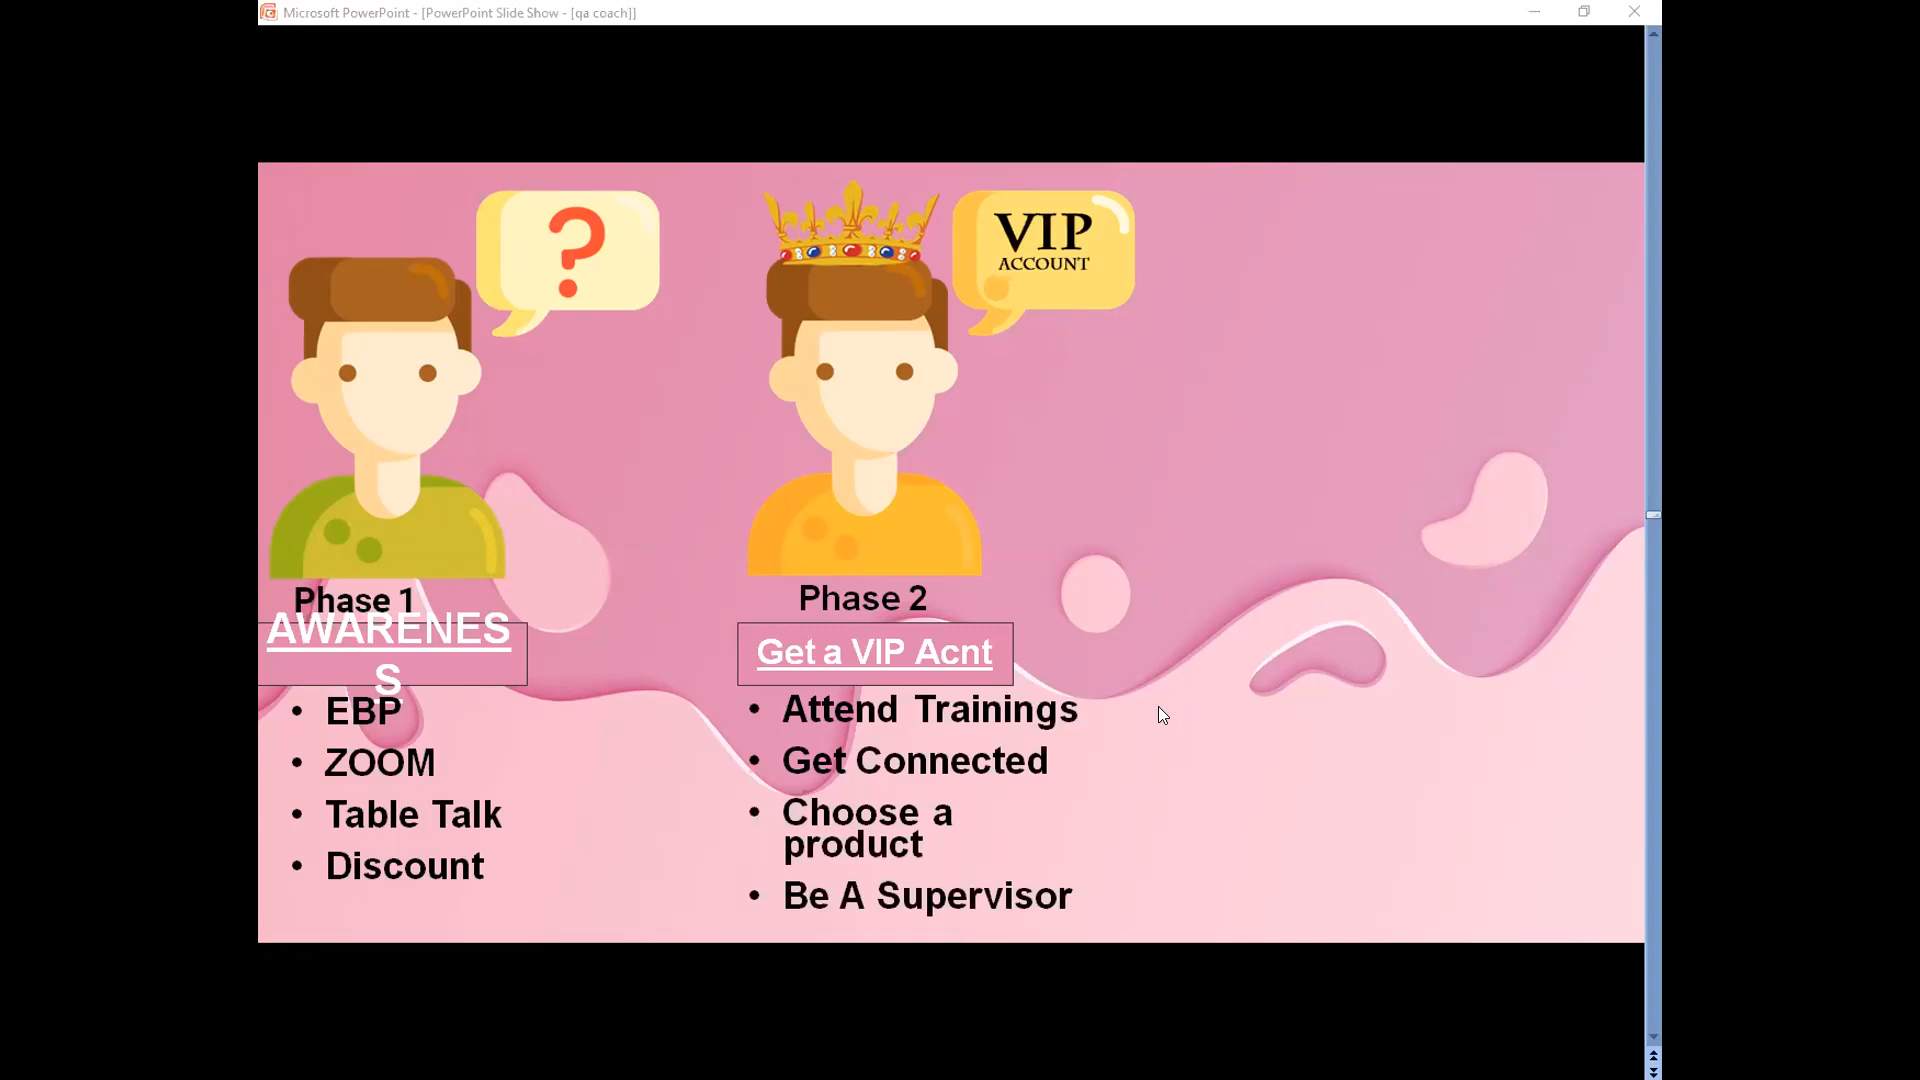 Microsoft PowerPoint - [PowerPoint Slide Show - [qa coach]]
?
VIP
ACCOUNT
Phase 1
AWARENES
S
• EBP
• ZOOM
• Table Talk
• Discount
Phase 2
Get a VIP Acnt
• Attend Trainings
• Get Connected
• Choose a
product
• Be A Supervisor